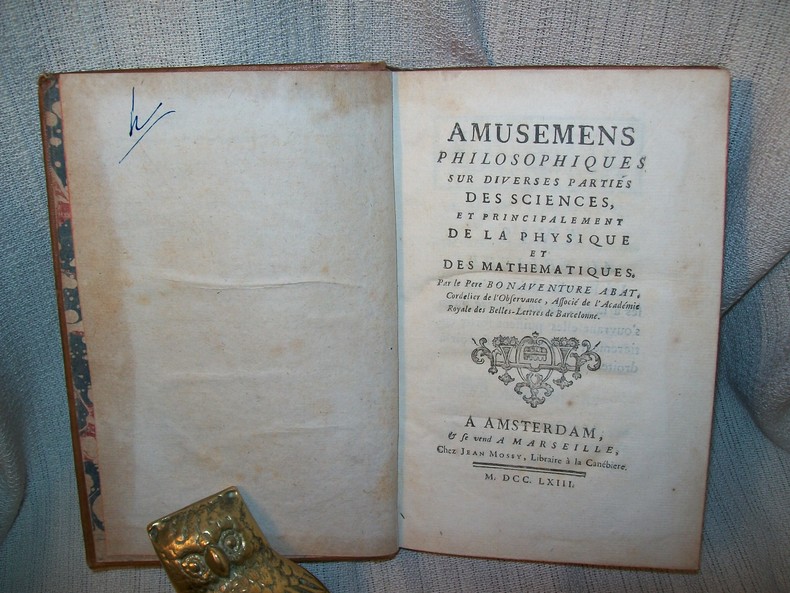 AMUSEMENS
PHILOSOPHIQUES
SUR DIVERSES PARTIES
DES SCIENCES,
ET PRINCIPALEMENT
DE LA PHYSIQUE
ET
DES MATHEMATIQUES,
Par le Pere BONAVENTURE ABAT,
Cordelier de l'Observance, Associé de l'Académie
Royale des Belles-Lettres de Barcelonne.
A AMSTERDAM,
& se vend A MARSEILLE,
Chez JEAN MOSSY, Libraire à la Canébiere.
M. DCC. LXIII.